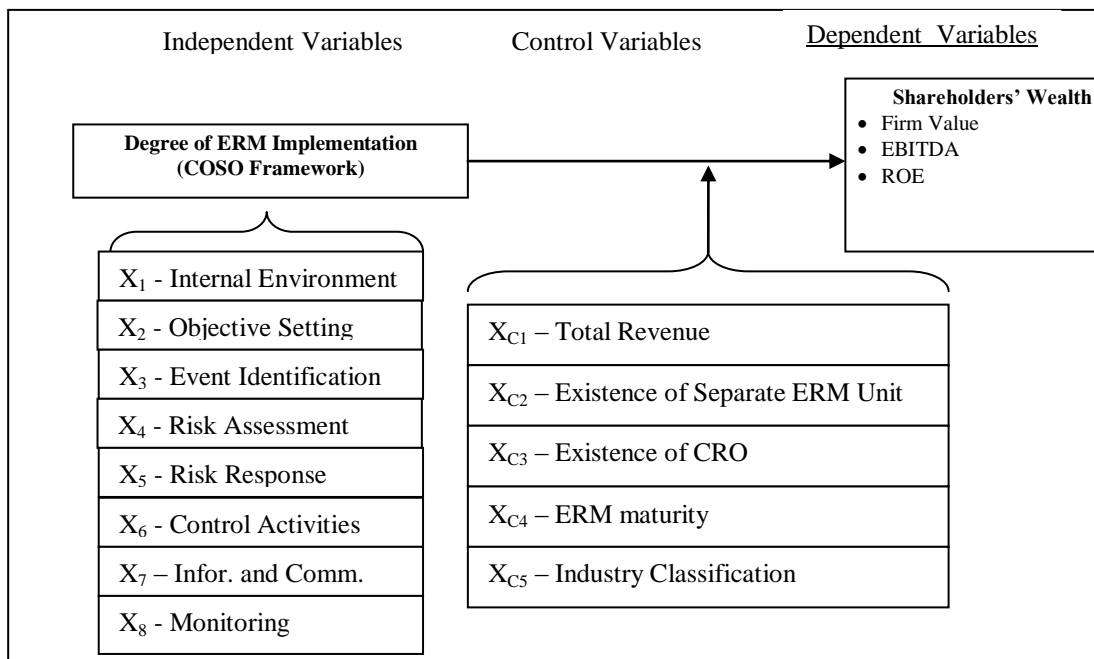 Independent Variables
Control Variables
Dependent Variables
Degree of ERM Implementation
(COSO Framework)
Shareholders' Wealth
• Firm Value
• EBITDA
• ROE
X1 - Internal Environment
X2 - Objective Setting
X3 - Event Identification
X4 - Risk Assessment
X5 - Risk Response
X6 - Control Activities
X7 – Infor. and Comm.
X8 - Monitoring
XC1 – Total Revenue
XC2 – Existence of Separate ERM Unit
XC3 – Existence of CRO
XC4 – ERM maturity
XC5 – Industry Classification